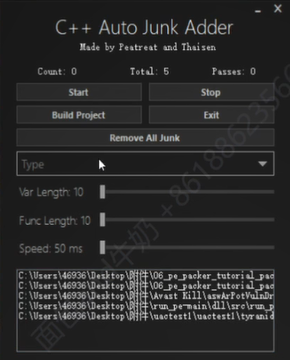 C++ Auto Junk Adder
Made by Peatreat and Thaisen
Count: 0 Total: 5 Passes: 0
Start Stop
Build Project Exit
Remove All Junk
Type
Var Length: 10
Func Length: 10
Speed: 50 ms
C:\Users\46936\Desktop\附件\06_pe_packer_tutorial_pac
C:\Users\46936\Desktop\附件\06_pe_packer_tutorial_pac
C:\Users\46936\Desktop\附件\Avast Kill\aswArPotVulnDr
C:\Users\46936\Desktop\附件\run_pe-main\dll\src\run_p
C:\Users\46936\Desktop\附件\uactest1\uactest1\tyranid